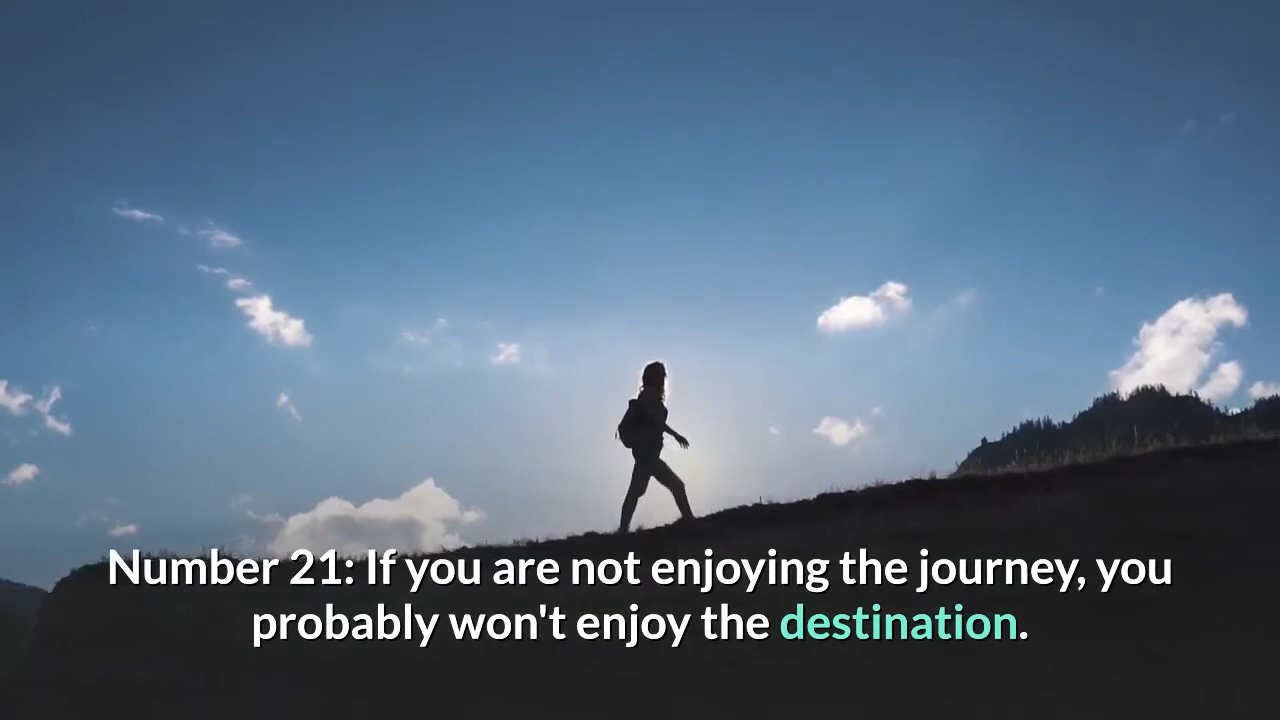 Number 21: If you are not enjoying the journey, you
probably won't enjoy the destination.